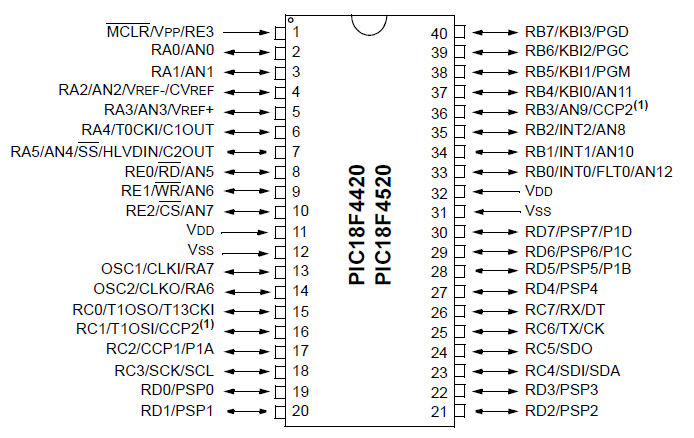 MCLR/VPP/RE3 1
RA0/AN0 2
RA1/AN1 3
RA2/AN2/VREF-/CVREF 4
RA3/AN3/VREF+ 5
RA4/T0CKI/C1OUT 6
RA5/AN4/SS/HLVDIN/C2OUT 7
RE0/RD/AN5 8
RE1/WR/AN6 9
RE2/CS/AN7 10
VDD 11
VSS 12
OSC1/CLKI/RA7 13
OSC2/CLKO/RA6 14
RC0/T1OSO/T13CKI 15
RC1/T1OSI/CCP2(1) 16
RC2/CCP1/P1A 17
RC3/SCK/SCL 18
RD0/PSP0 19
RD1/PSP1 20
PIC18F4420
PIC18F4520
40 RB7/KBI3/PGD
39 RB6/KBI2/PGC
38 RB5/KBI1/PGM
37 RB4/KBI0/AN11
36 RB3/AN9/CCP2(1)
35 RB2/INT2/AN8
34 RB1/INT1/AN10
33 RB0/INT0/FLT0/AN12
32 VDD
31 VSS
30 RD7/PSP7/P1D
29 RD6/PSP6/P1C
28 RD5/PSP5/P1B
27 RD4/PSP4
26 RC7/RX/DT
25 RC6/TX/CK
24 RC5/SDO
23 RC4/SDI/SDA
22 RD3/PSP3
21 RD2/PSP2